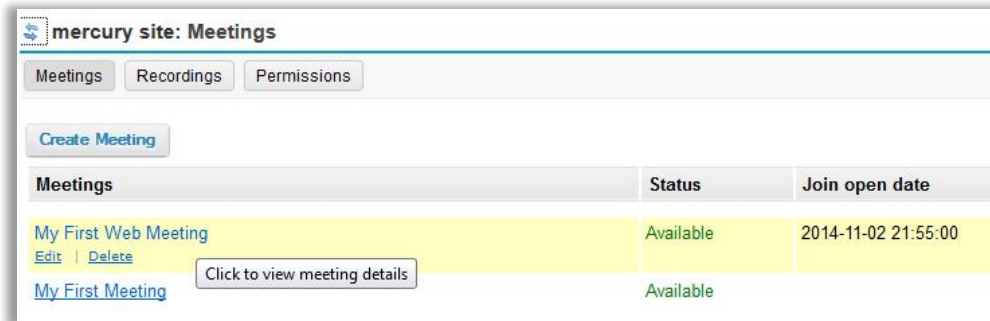 mercury site: Meetings
Meetings Recordings Permissions
Create Meeting
Meetings Status Join open date
My First Web Meeting Available 2014-11-02 21:55:00
Edit | Delete
Click to view meeting details
My First Meeting Available